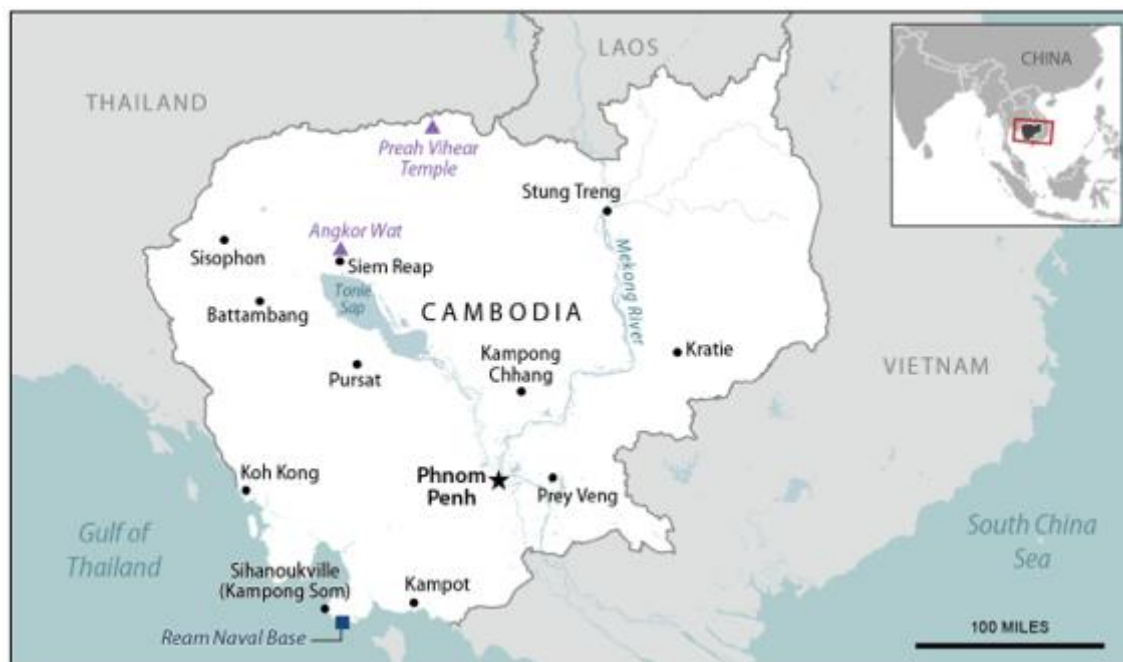 LAOS
CHINA
THAILAND
Preah Vihear
Temple
Stung Treng
Angkor Wat
Sisophon
Siem Reap
Mekong River
Tonle
Sap
Battambang
CAMBODIA
Kampong
Chhang
Kratie
Pursat
VIETNAM
Koh Kong
Phnom
Penh
Prey Veng
Gulf of
Thailand
South China
Sea
Sihanoukville
(Kampong Som)
Kampot
Ream Naval Base
100 MILES